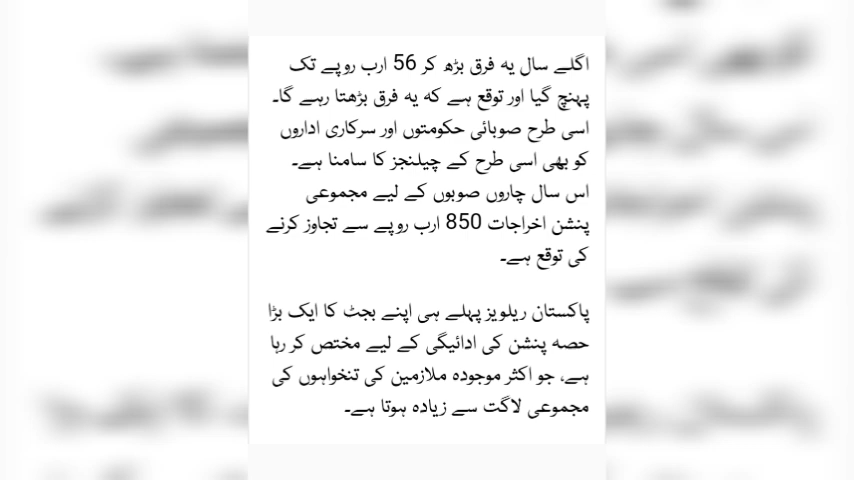 اگلے سال یہ فرق بڑھ کر 56 ارب روپے تک
پہنچ گیا اور توقع ہے کہ یہ فرق بڑھتا رہے گا۔
اسی طرح صوبائی حکومتوں اور سرکاری اداروں
کو بھی اسی طرح کے چیلنجز کا سامنا ہے۔
اس سال چاروں صوبوں کے لیے مجموعی
پنشن اخراجات 850 ارب روپے سے تجاوز کرنے
کی توقع ہے۔
پاکستان ریلویز پہلے ہی اپنے بجٹ کا ایک بڑا
حصہ پنشن کی ادائیگی کے لیے مختص کر رہا
ہے، جو اکثر موجودہ ملازمین کی تنخواہوں کی
مجموعی لاگت سے زیادہ ہوتا ہے۔